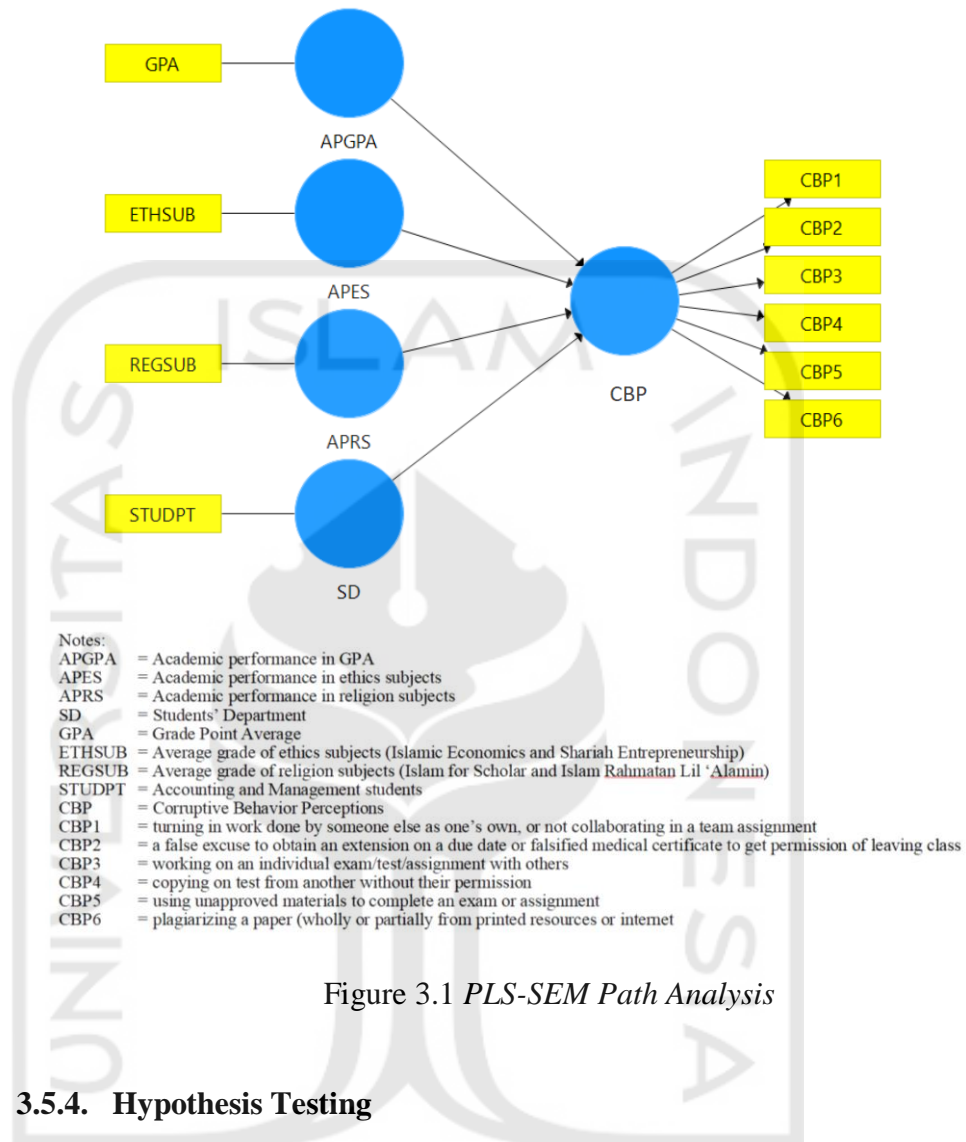 GPA
APGPA
ETHSUB
APES
REGSUB
APRS
STUDPT
SD
CBP
CBP1
CBP2
CBP3
CBP4
CBP5
CBP6
UNIVERSITAS
ISLAM
INDONESIA
Notes:
APGPA = Academic performance in GPA
APES = Academic performance in ethics subjects
APRS = Academic performance in religion subjects
SD = Students’ Department
GPA = Grade Point Average
ETHSUB = Average grade of ethics subjects (Islamic Economics and Shariah Entrepreneurship)
REGSUB = Average grade of religion subjects (Islam for Scholar and Islam Rahmatan Lil ‘Alamin)
STUDPT = Accounting and Management students
CBP = Corruptive Behavior Perceptions
CBP1 = turning in work done by someone else as one’s own, or not collaborating in a team assignment
CBP2 = a false excuse to obtain an extension on a due date or falsified medical certificate to get permission of leaving class
CBP3 = working on an individual exam/test/assignment with others
CBP4 = copying on test from another without their permission
CBP5 = using unapproved materials to complete an exam or assignment
CBP6 = plagiarizing a paper (wholly or partially from printed resources or internet
Figure 3.1 PLS-SEM Path Analysis
3.5.4. Hypothesis Testing